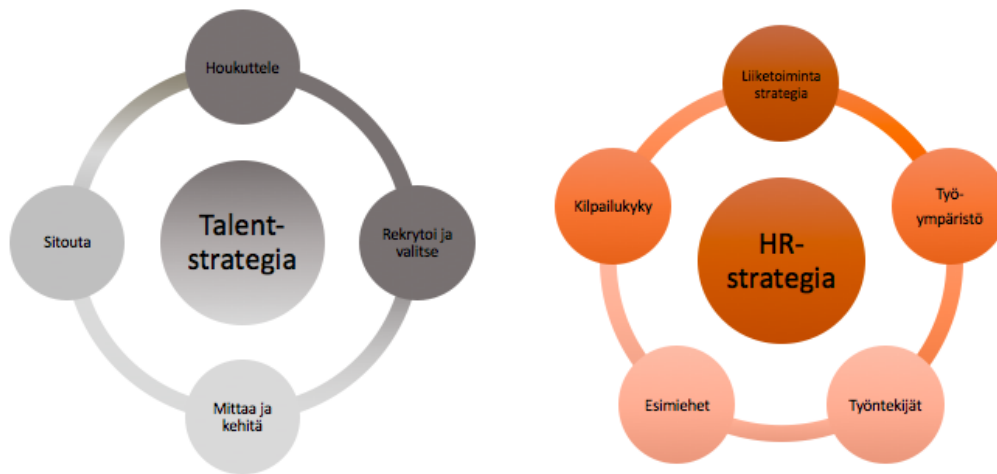 Houkuttele
Talent-
strategia
Rekrytoi ja
valitse
Mittaa ja
kehitä
Sitouta
Liiketoiminta
strategia
HR-
strategia
Työ-
ympäristö
Työntekijät
Esimiehet
Kilpailukyky